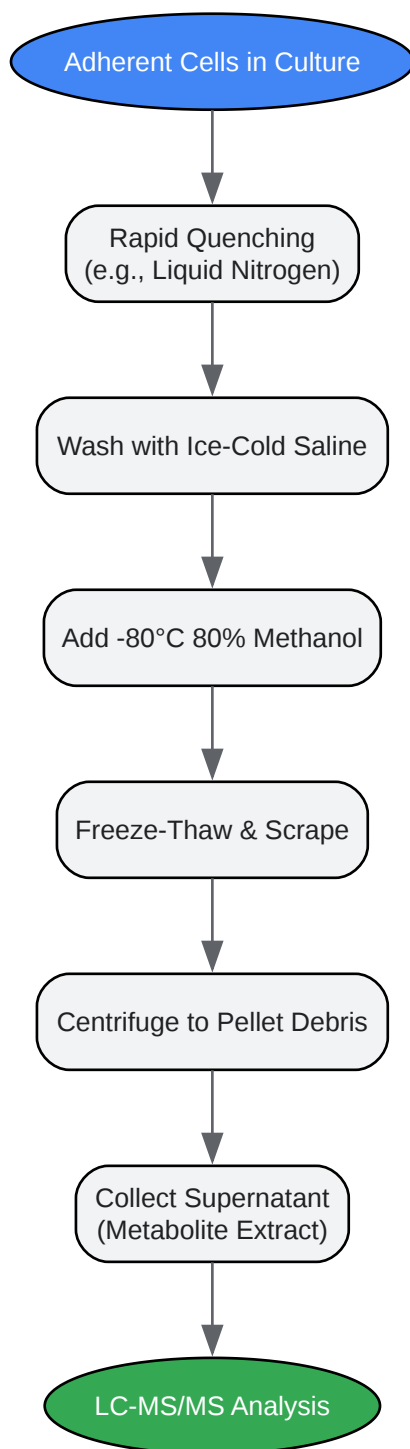 Adherent Cells in Culture
Rapid Quenching
(e.g., Liquid Nitrogen)
Wash with Ice-Cold Saline
Add -80°C 80% Methanol
Freeze-Thaw & Scrape
Centrifuge to Pellet Debris
Collect Supernatant
(Metabolite Extract)
LC-MS/MS Analysis